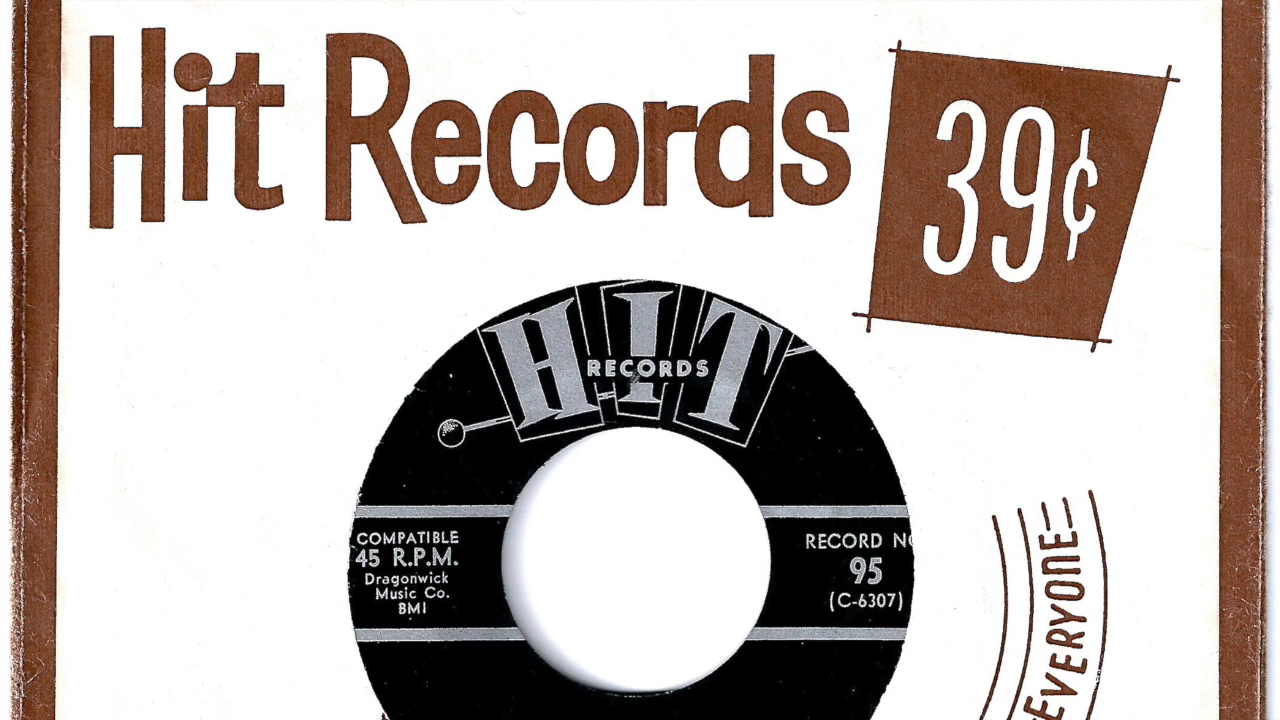 Hit Records 39¢
HIT
RECORDS
COMPATIBLE
45 R.P.M.
Dragonwick
Music Co.
BMI
RECORD NO
95
(C-6307)
EVERYONE